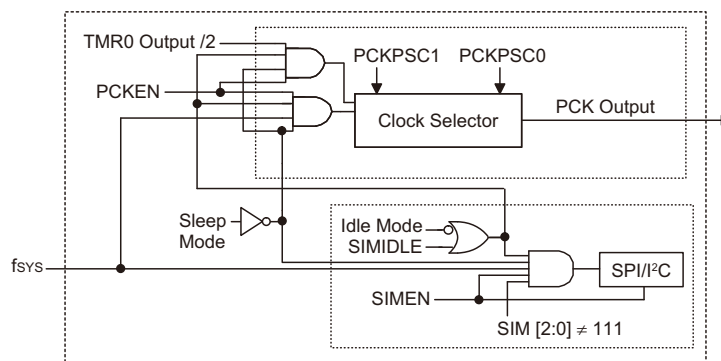 TMR0 Output /2
PCKPSC1
PCKPSC0
PCKEN
Clock Selector
PCK Output
Sleep
Mode
Idle Mode
SIMIDLE
fSYS
SPI/I²C
SIMEN
SIM [2:0] ≠ 111